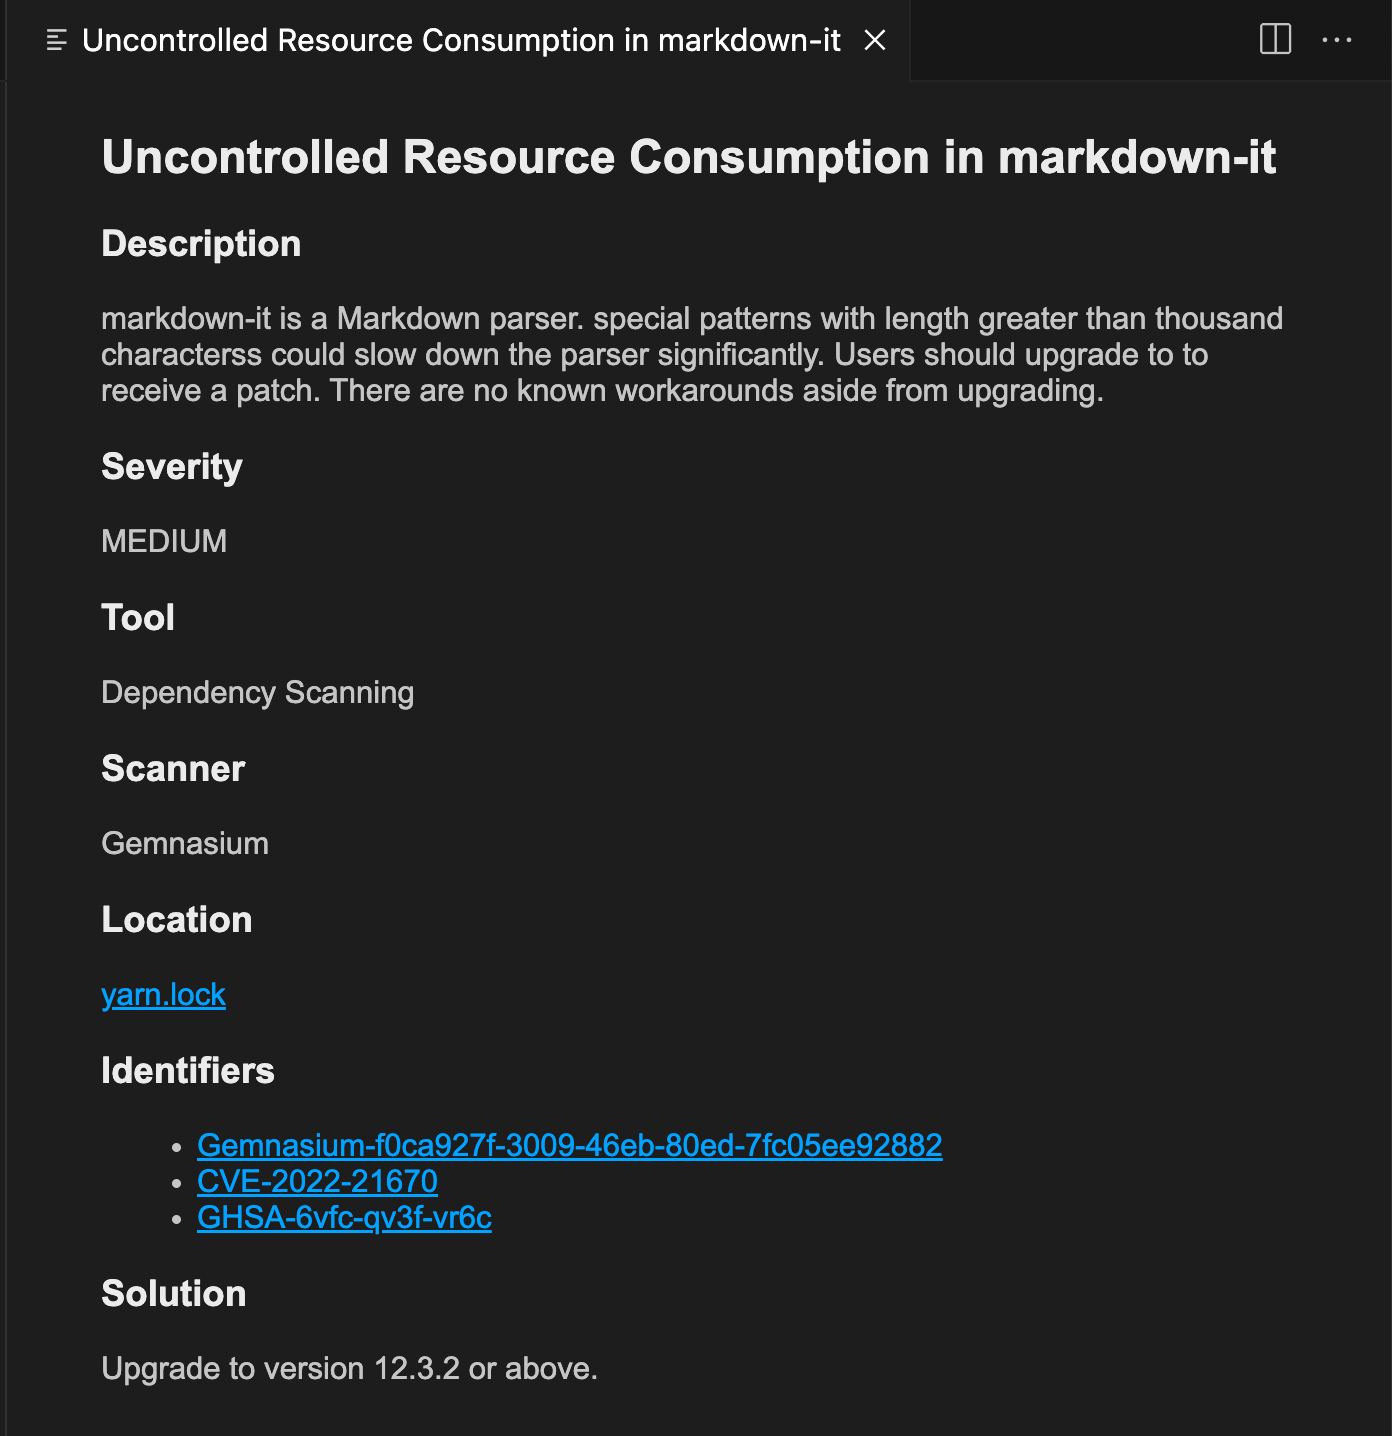 Uncontrolled Resource Consumption in markdown-it
Uncontrolled Resource Consumption in markdown-it
Description
markdown-it is a Markdown parser. special patterns with length greater than thousand
characterss could slow down the parser significantly. Users should upgrade to to
receive a patch. There are no known workarounds aside from upgrading.
Severity
MEDIUM
Tool
Dependency Scanning
Scanner
Gemnasium
Location
yarn.lock
Identifiers
• Gemnasium-f0ca927f-3009-46eb-80ed-7fc05ee92882
• CVE-2022-21670
• GHSA-6vfc-qv3f-vr6c
Solution
Upgrade to version 12.3.2 or above.